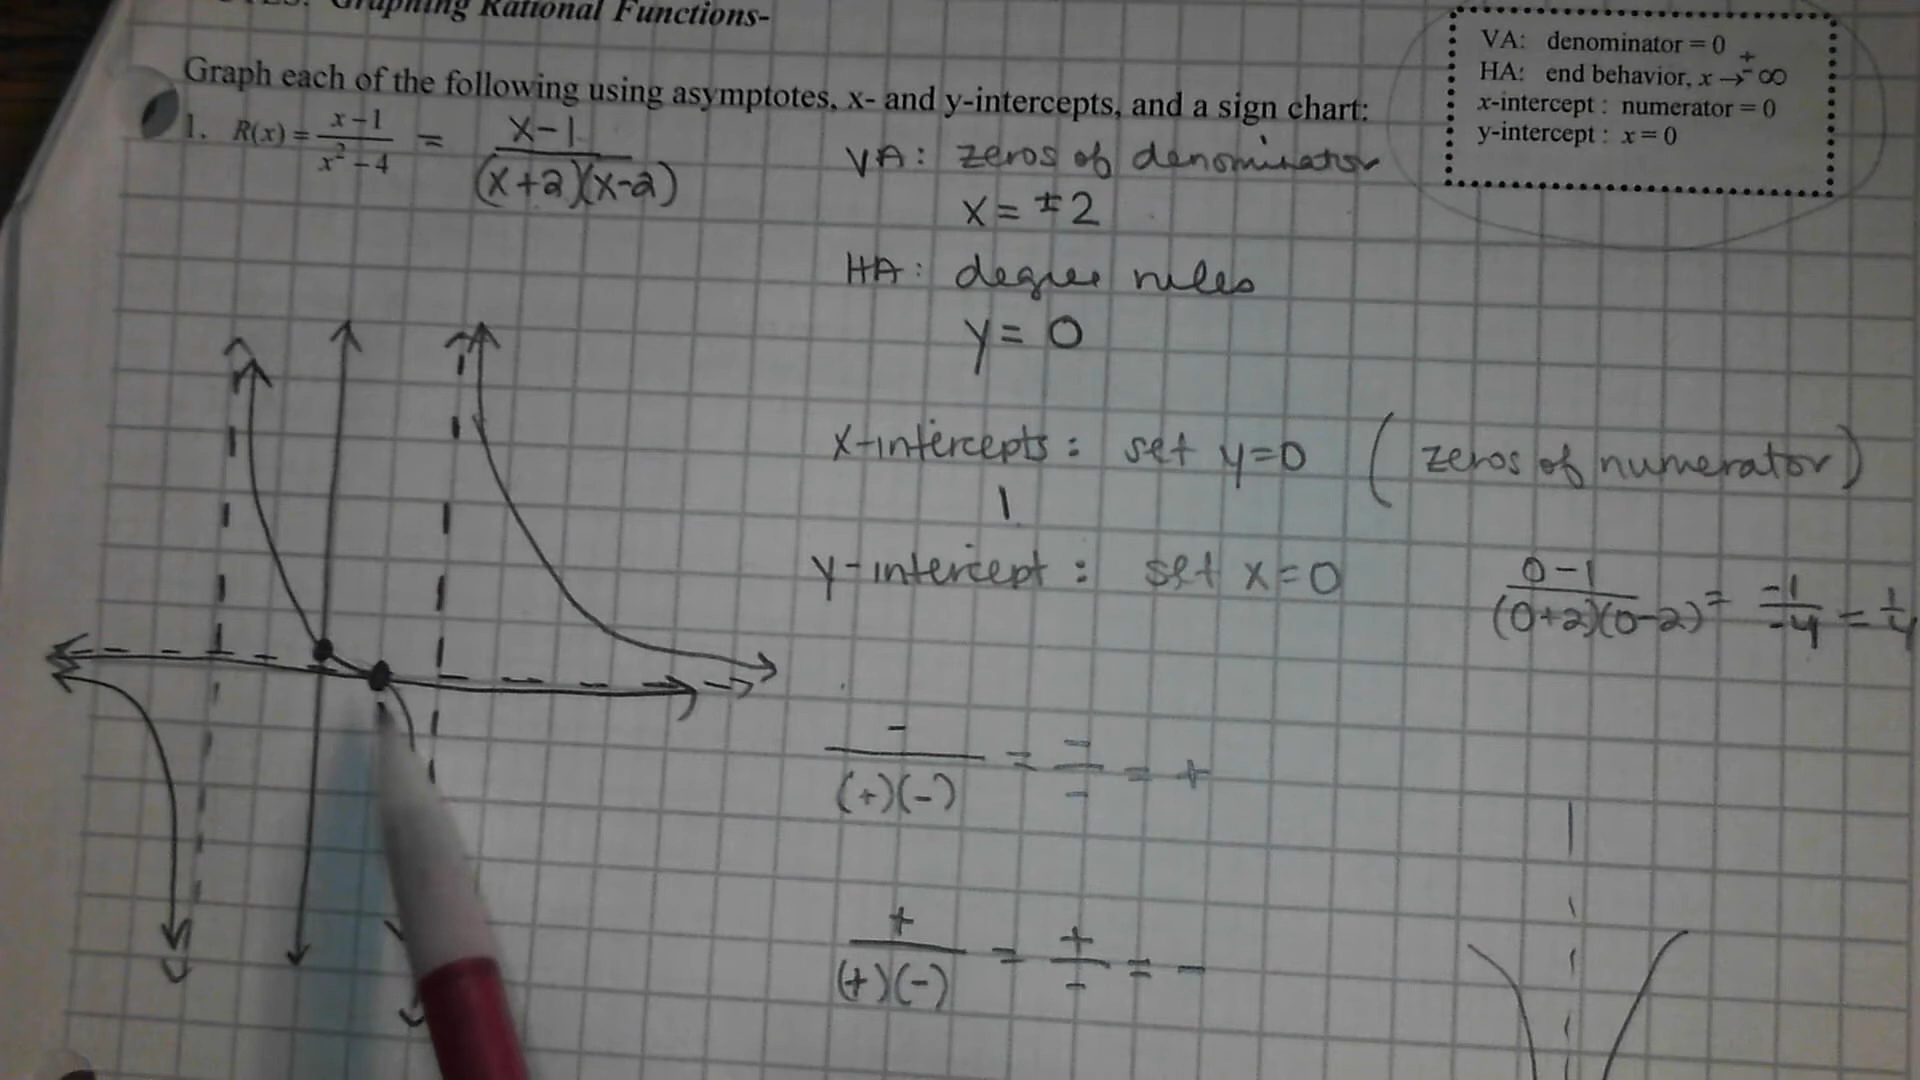 Graphing Rational Functions-
VA: denominator = 0
HA: end behavior, x → ± ∞
x-intercept : numerator = 0
y-intercept : x = 0
Graph each of the following using asymptotes, x- and y-intercepts, and a sign chart:
1. R(x) = (x-1)/(x²-4) = (x-1)/((x+2)(x-2))
VA: zeros of denominator
x = ±2
HA: degree rules
y = 0
x-intercepts: set y=0 (zeros of numerator)
1
y-intercept: set x=0 (0-1)/((0+2)(0-2)) = -1/-4 = 1/4
-/((+)(-)) = -/- = +
+/((+)(-)) = +/- = -